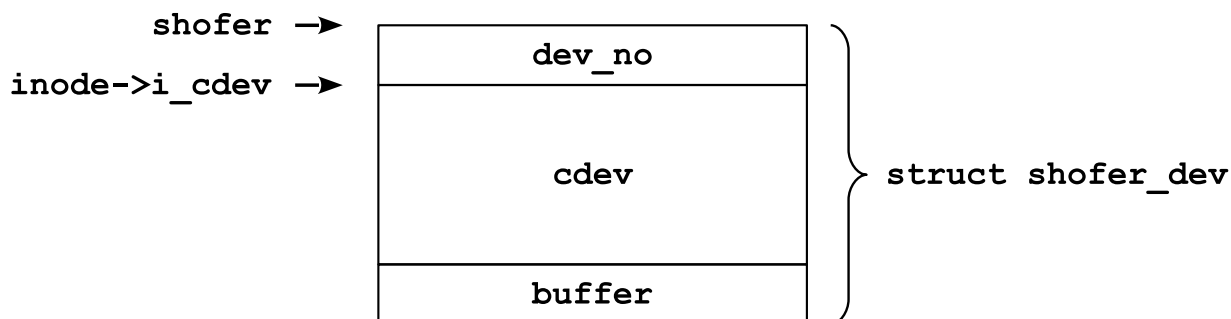 shofer
dev_no
inode->i_cdev
cdev
struct shofer_dev
buffer